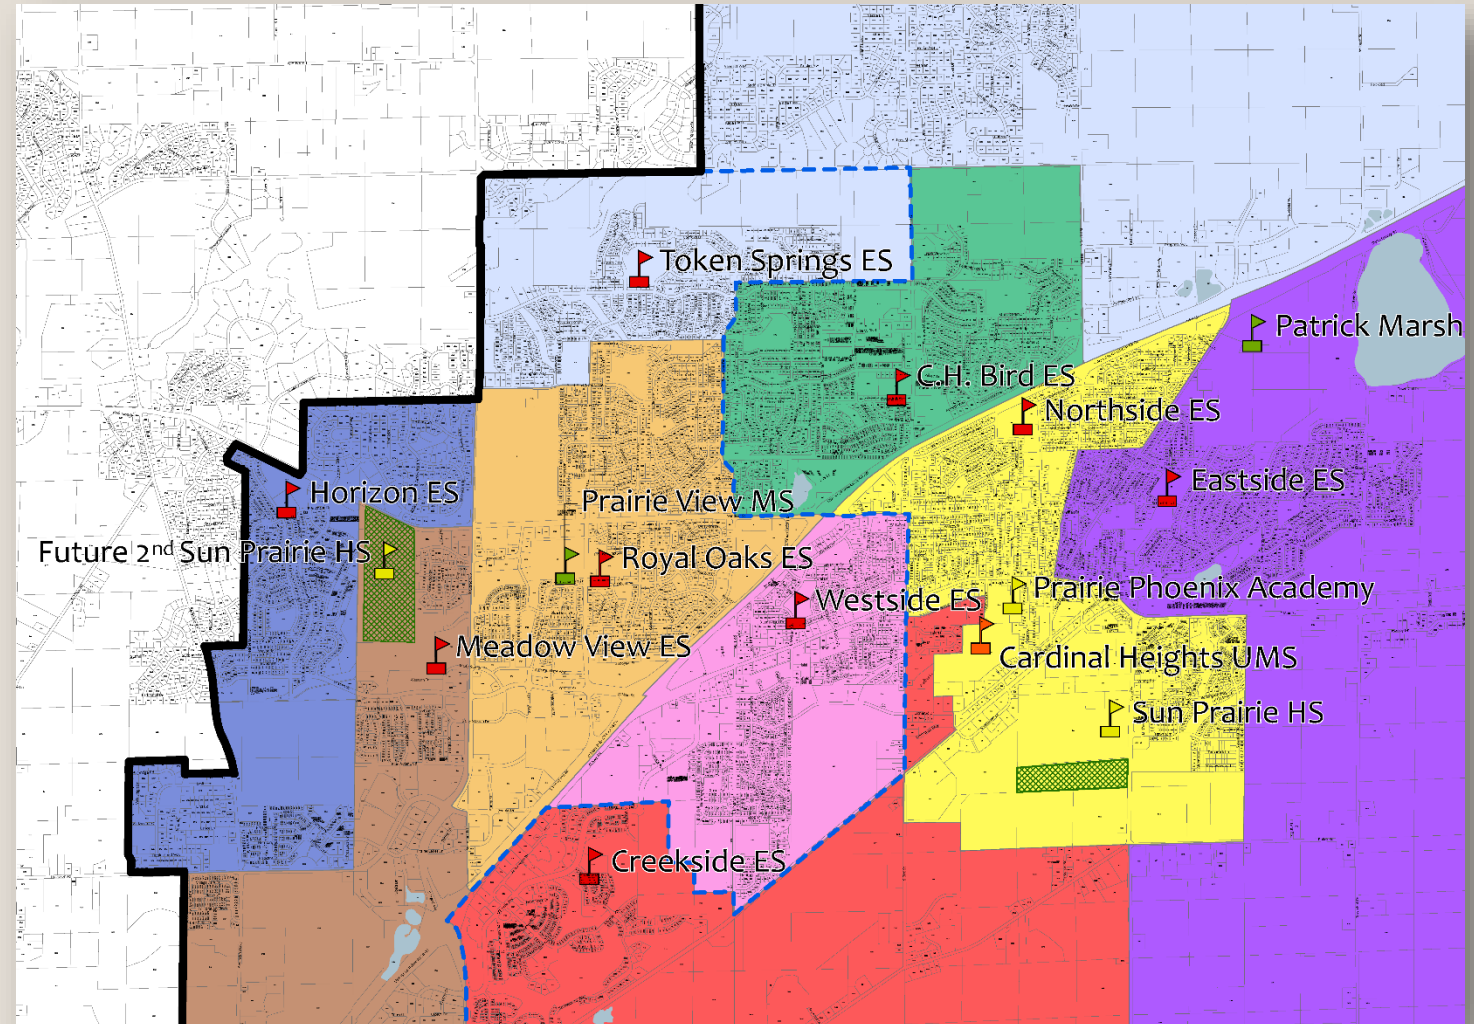 Token Springs ES
Patrick Marsh
C.H. Bird ES
Northside ES
Eastside ES
Horizon ES
Prairie View MS
Future 2nd Sun Prairie HS
Royal Oaks ES
Prairie Phoenix Academy
Westside ES
Meadow View ES
Cardinal Heights UMS
Sun Prairie HS
Creekside ES